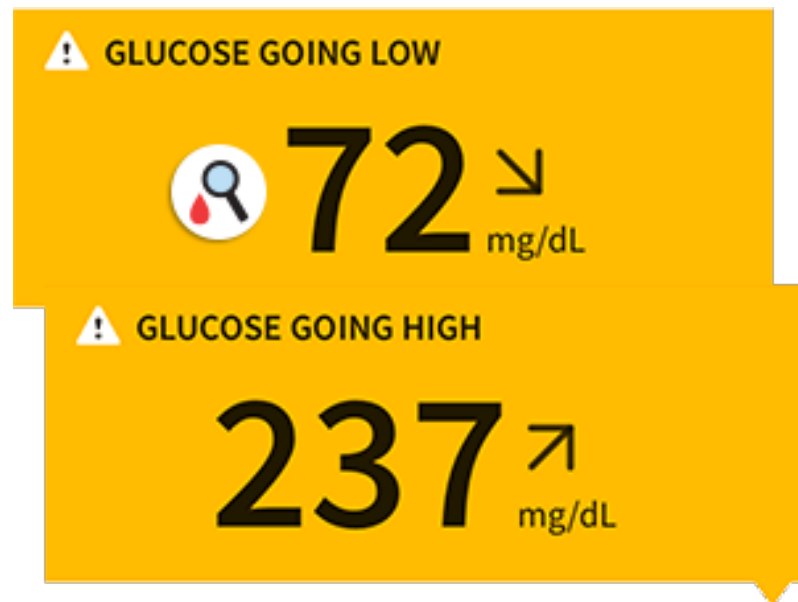 GLUCOSE GOING LOW
72
mg/dL
GLUCOSE GOING HIGH
237
mg/dL